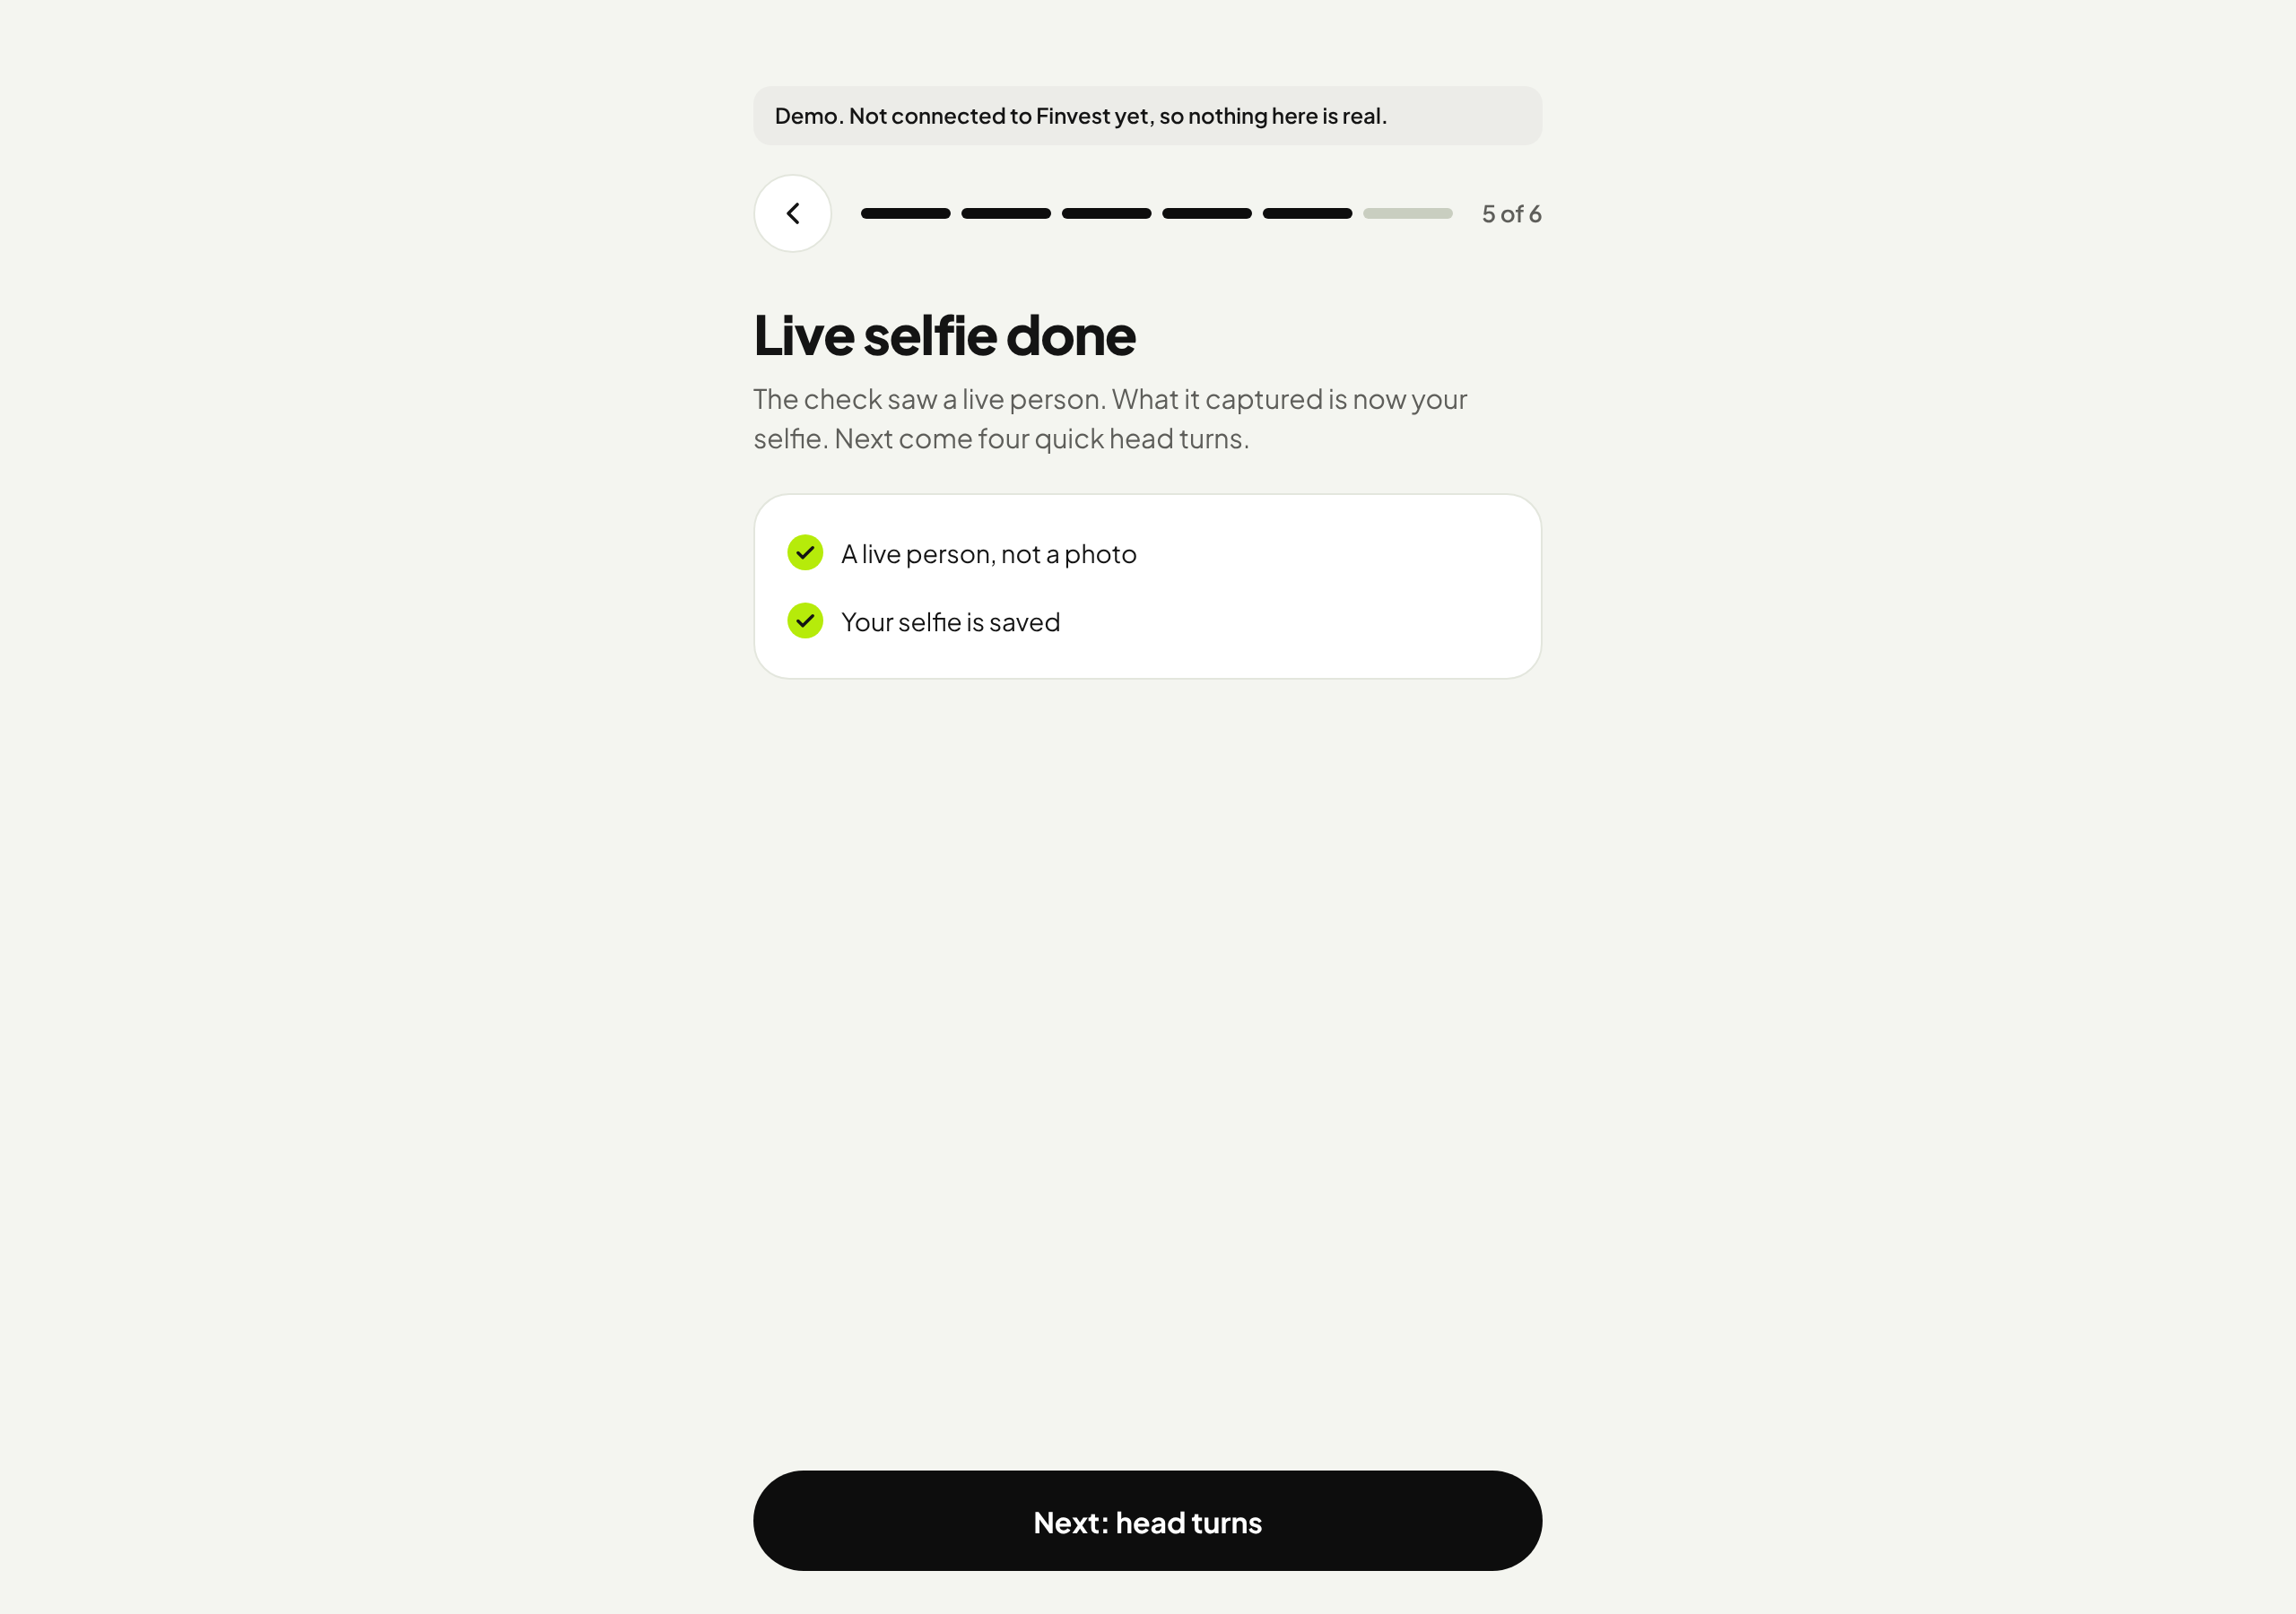 Demo. Not connected to Finvest yet, so nothing here is real.
5 of 6
Live selfie done
The check saw a live person. What it captured is now your
selfie. Next come four quick head turns.
A live person, not a photo
Your selfie is saved
Next: head turns